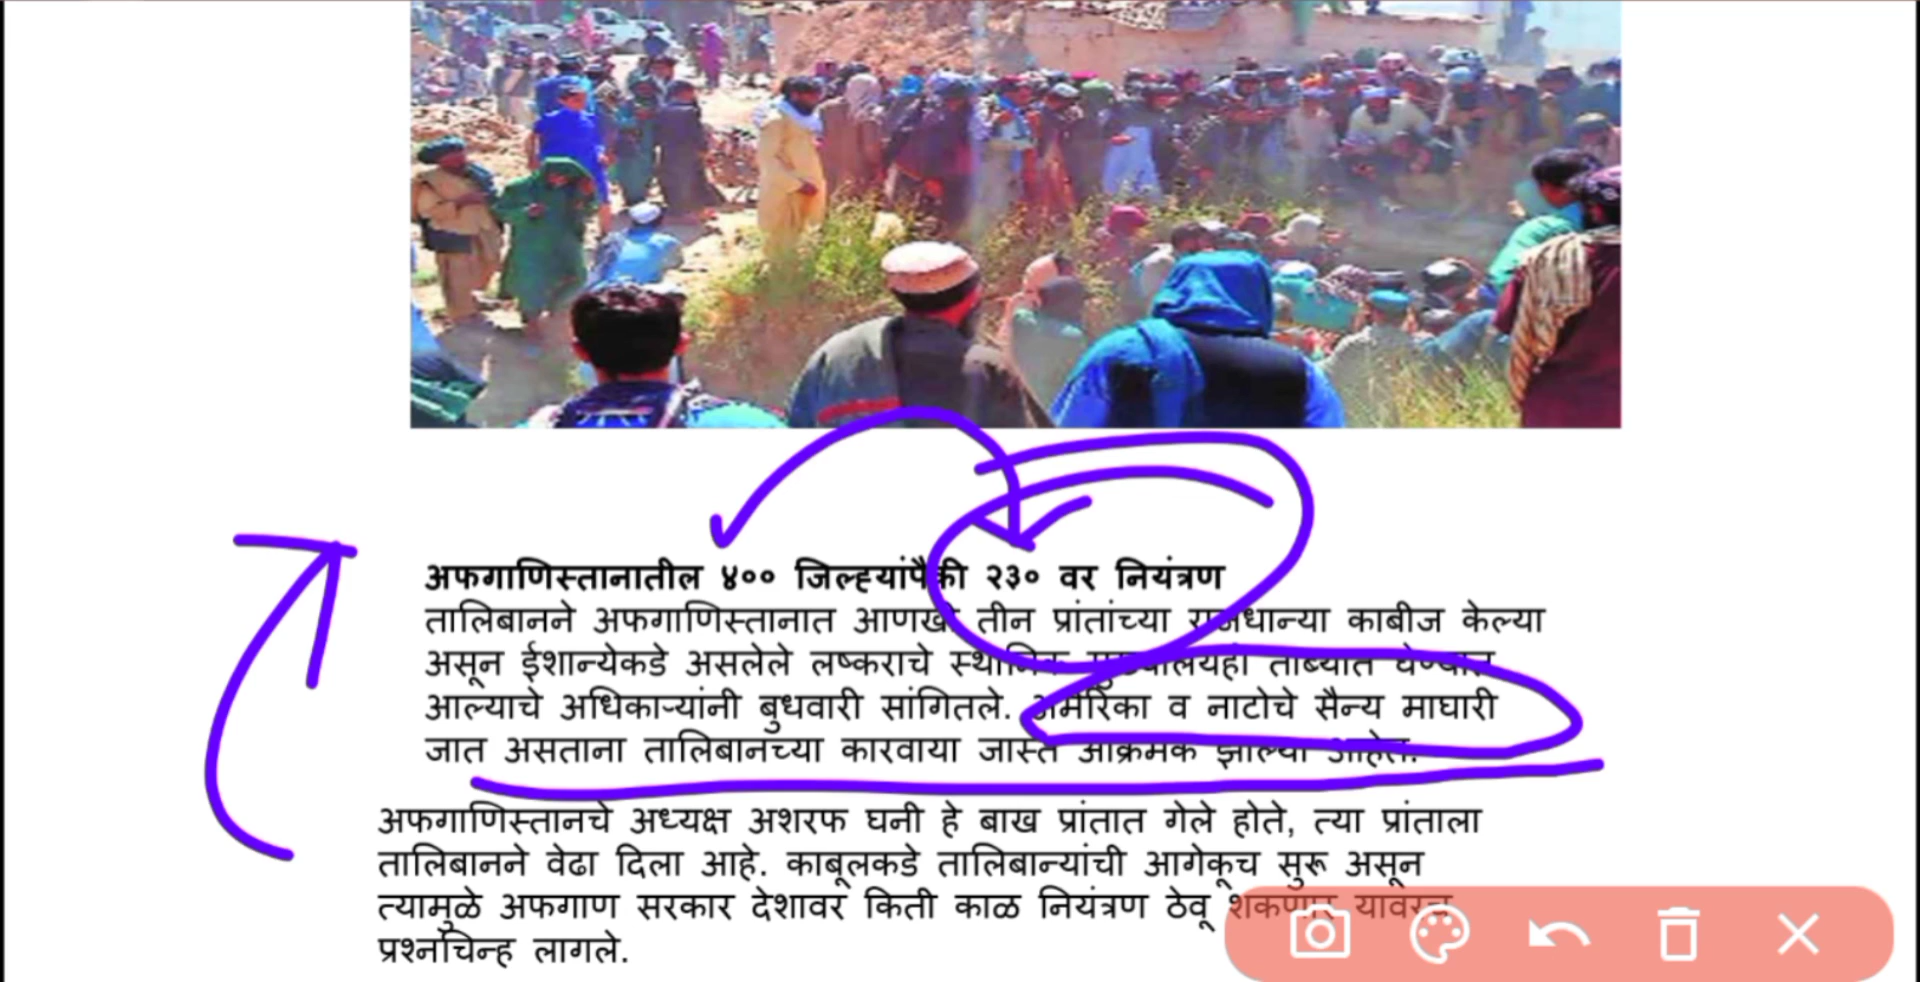 अफगाणिस्तानातील ४०० जिल्ह्यांपैकी २३० वर नियंत्रण
तालिबानने अफगाणिस्तानात आणखी तीन प्रांतांच्या राजधान्या काबीज केल्या
असून ईशान्येकडे असलेले लष्कराचे स्थानिक मुख्यालयही ताब्यात घेण्यात
आल्याचे अधिकाऱ्यांनी बुधवारी सांगितले. अमेरिका व नाटोचे सैन्य माघारी
जात असताना तालिबानच्या कारवाया जास्त आक्रमक झाल्या आहेत.
अफगाणिस्तानचे अध्यक्ष अशरफ घनी हे बाख प्रांतात गेले होते, त्या प्रांताला
तालिबानने वेढा दिला आहे. काबूलकडे तालिबान्यांची आगेकूच सुरू असून
त्यामुळे अफगाण सरकार देशावर किती काळ नियंत्रण ठेवू शकणार यावरच
प्रश्नचिन्ह लागले.